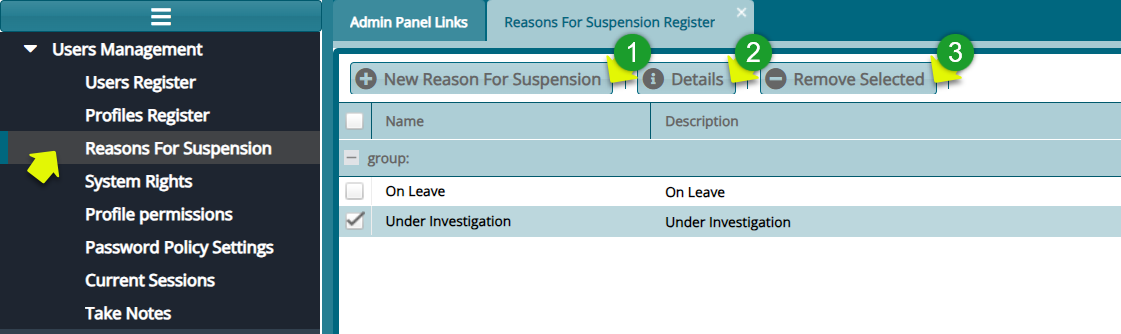 Users Management
Users Register
Profiles Register
Reasons For Suspension
System Rights
Profile permissions
Password Policy Settings
Current Sessions
Take Notes
Admin Panel Links
Reasons For Suspension Register
New Reason For Suspension 1 Details 2 Remove Selected 3
Name Description
group:
On Leave On Leave
Under Investigation Under Investigation